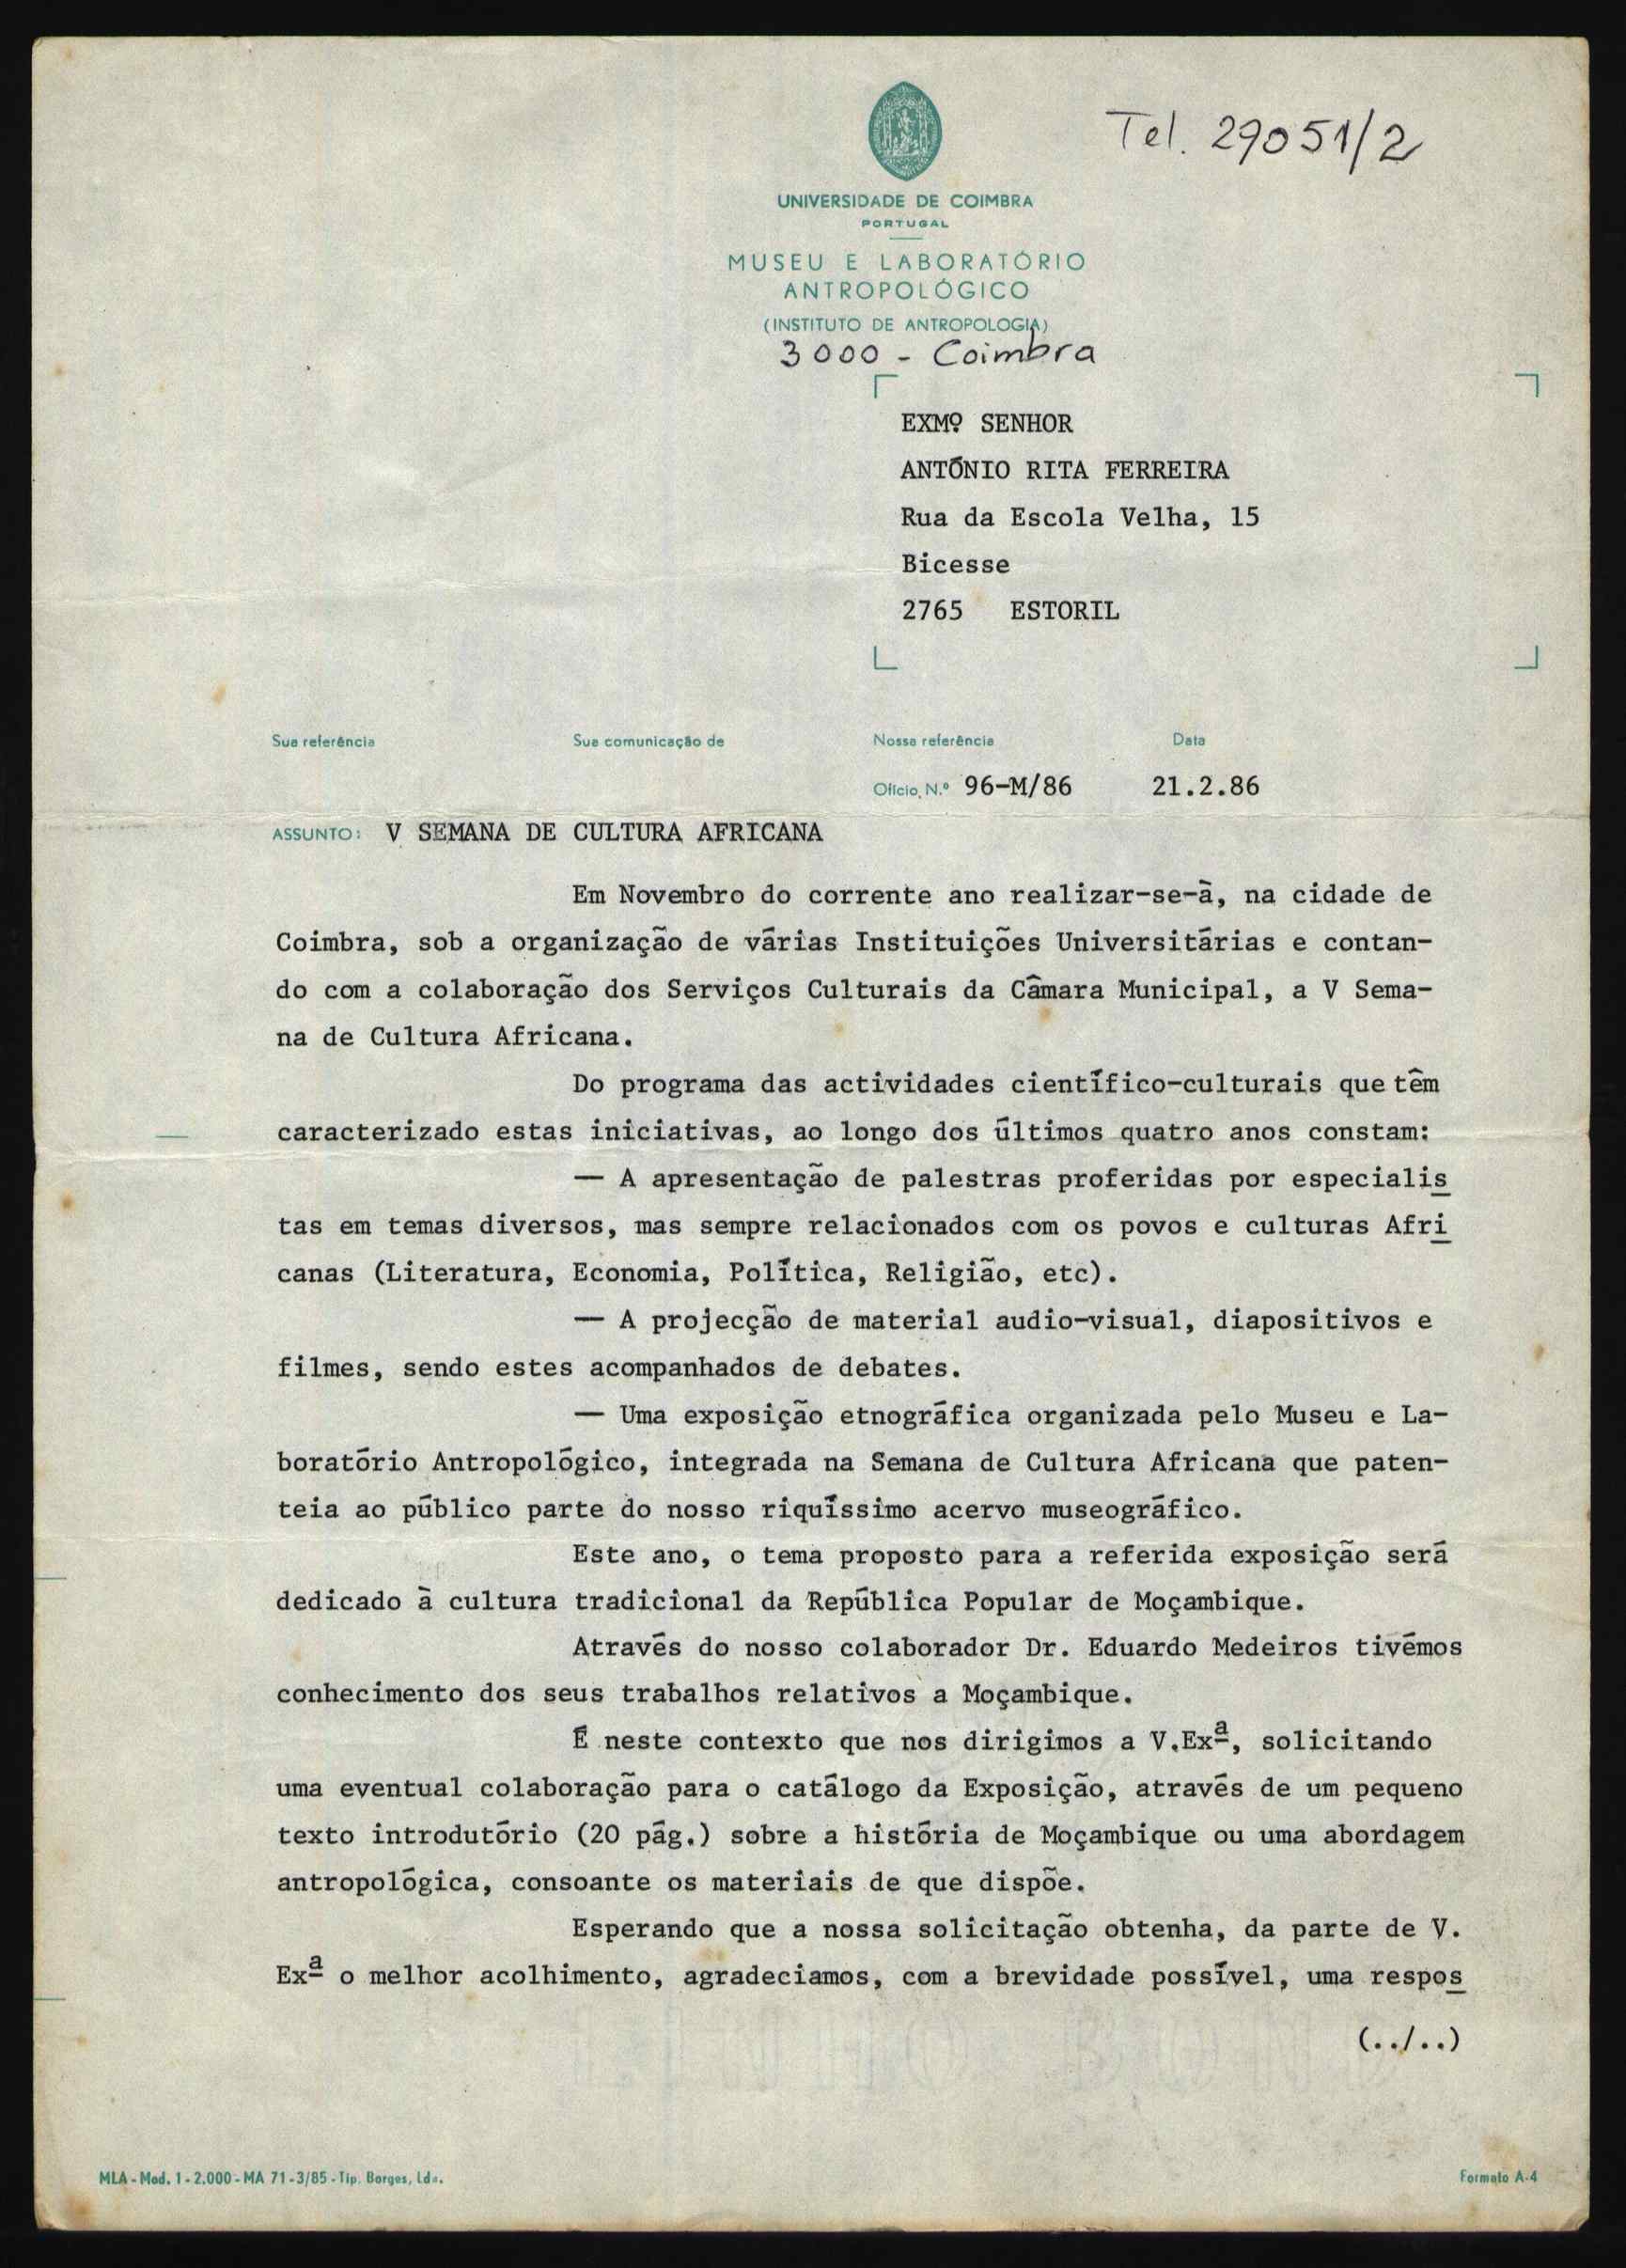 Tel. 29051/2
UNIVERSIDADE DE COIMBRA
PORTUGAL
MUSEU E LABORATÓRIO
ANTROPOLÓGICO
(INSTITUTO DE ANTROPOLOGIA)
3000 - Coimbra
EXMº SENHOR
ANTÓNIO RITA FERREIRA
Rua da Escola Velha, 15
Bicesse
2765 ESTORIL
Sua referência Sua comunicação de Nossa referência Data
Ofício, N.º 96-M/86 21.2.86
ASSUNTO: V SEMANA DE CULTURA AFRICANA
Em Novembro do corrente ano realizar-se-à, na cidade de
Coimbra, sob a organização de várias Instituições Universitárias e contan-
do com a colaboração dos Serviços Culturais da Câmara Municipal, a V Sema-
na de Cultura Africana.
Do programa das actividades científico-culturais que têm
caracterizado estas iniciativas, ao longo dos últimos quatro anos constam:
— A apresentação de palestras proferidas por especialis
tas em temas diversos, mas sempre relacionados com os povos e culturas Afri
canas (Literatura, Economia, Política, Religião, etc).
— A projecção de material audio-visual, diapositivos e
filmes, sendo estes acompanhados de debates.
— Uma exposição etnográfica organizada pelo Museu e La-
boratório Antropológico, integrada na Semana de Cultura Africana que paten-
teia ao público parte do nosso riquíssimo acervo museográfico.
Este ano, o tema proposto para a referida exposição será
dedicado à cultura tradicional da República Popular de Moçambique.
Através do nosso colaborador Dr. Eduardo Medeiros tivémos
conhecimento dos seus trabalhos relativos a Moçambique.
É neste contexto que nos dirigimos a V.Exª, solicitando
uma eventual colaboração para o catálogo da Exposição, através de um pequeno
texto introdutório (20 pág.) sobre a história de Moçambique ou uma abordagem
antropológica, consoante os materiais de que dispõe.
Esperando que a nossa solicitação obtenha, da parte de V.
Exª o melhor acolhimento, agradeciamos, com a brevidade possível, uma respos
(../..)
MLA - Mod. 1 - 2.000 - MA 71 - 3/85 - Tip. Borges, Lda. Formato A-4